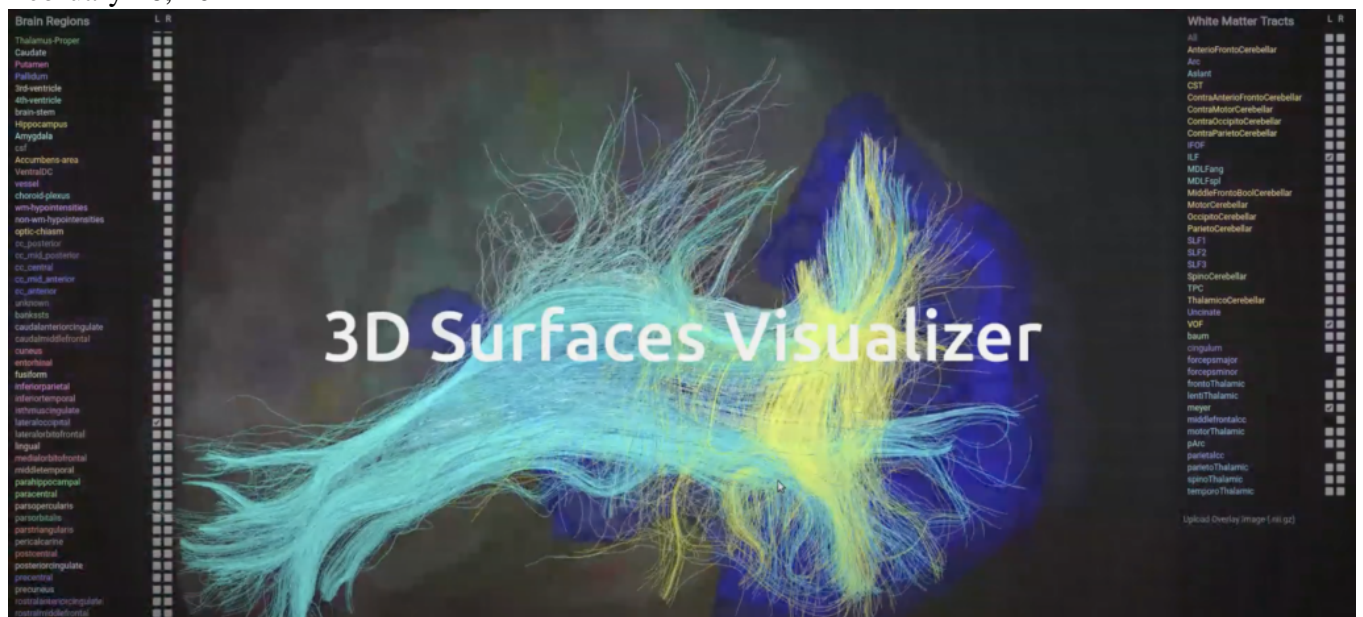 Brain Regions L R
Thalamus-Proper
Caudate
Putamen
Pallidum
3rd-ventricle
4th-ventricle
brain-stem
Hippocampus
Amygdala
csf
Accumbens-area
VentralDC
vessel
choroid-plexus
wm-hypointensities
non-wm-hypointensities
optic-chiasm
cc_posterior
cc_mid_posterior
cc_central
cc_mid_anterior
cc_anterior
unknown
bankssts
caudalanteriorcingulate
caudalmiddlefrontal
cuneus
entorhinal
fusiform
inferiorparietal
inferiortemporal
isthmuscingulate
lateraloccipital
lateralorbitofrontal
lingual
medialorbitofrontal
middletemporal
parahippocampal
paracentral
parsopercularis
parsorbitalis
parstriangularis
pericalcarine
postcentral
posteriorcingulate
precentral
precuneus
rostralanteriorcingulate
rostralmiddlefrontal
3D Surfaces Visualizer
White Matter Tracts L R
All
AnterioFrontoCerebellar
Arc
Aslant
CST
ContraAnterioFrontoCerebellar
ContraMotorCerebellar
ContraOccipitoCerebellar
ContraParietoCerebellar
IFOF
ILF
MDLFang
MDLFspl
MiddleFrontoBoolCerebellar
MotorCerebellar
OccipitoCerebellar
ParietoCerebellar
SLF1
SLF2
SLF3
SpinoCerebellar
TPC
ThalamicoCerebellar
Uncinate
VOF
baum
cingulum
forcepsmajor
forcepsminor
frontoThalamic
lentiThalamic
meyer
middlefrontalcc
motorThalamic
pArc
parietalcc
parietoThalamic
spinoThalamic
temporoThalamic
Upload Overlay Image (.nii.gz)